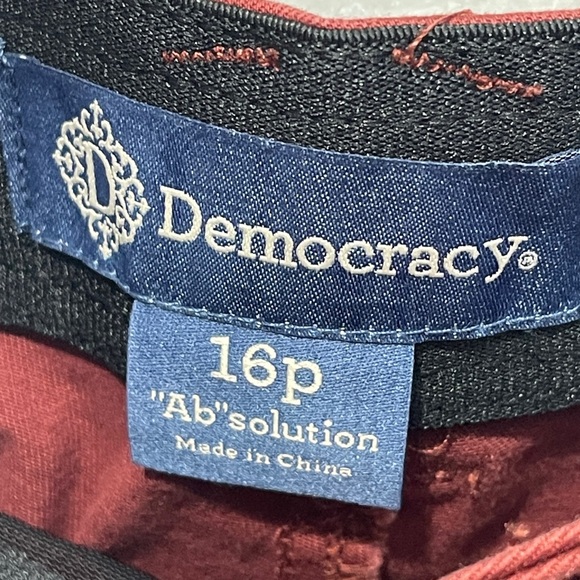 D
Democracy®
16p
"Ab"solution
Made in China